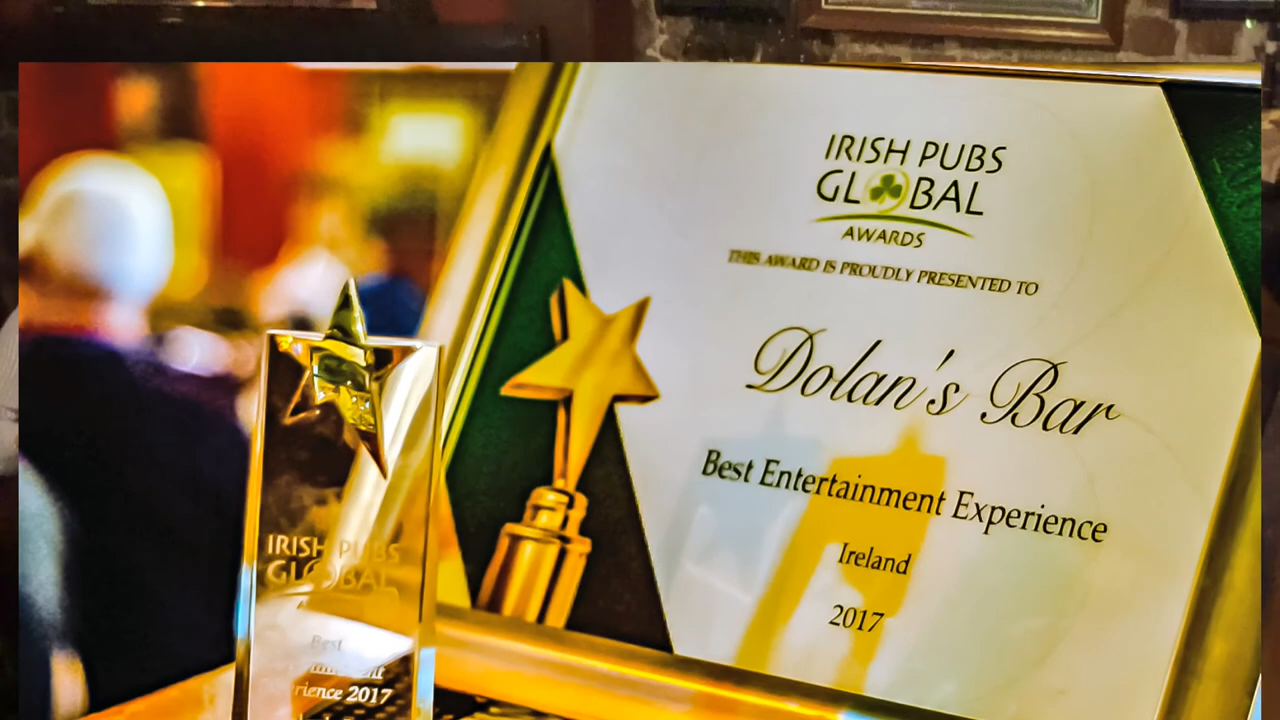 IRISH PUBS
GLOBAL
AWARDS
THIS AWARD IS PROUDLY PRESENTED TO
Dolan's Bar
Best Entertainment Experience
Ireland
2017
IRISH PUBS
GLOBAL
Best
2017